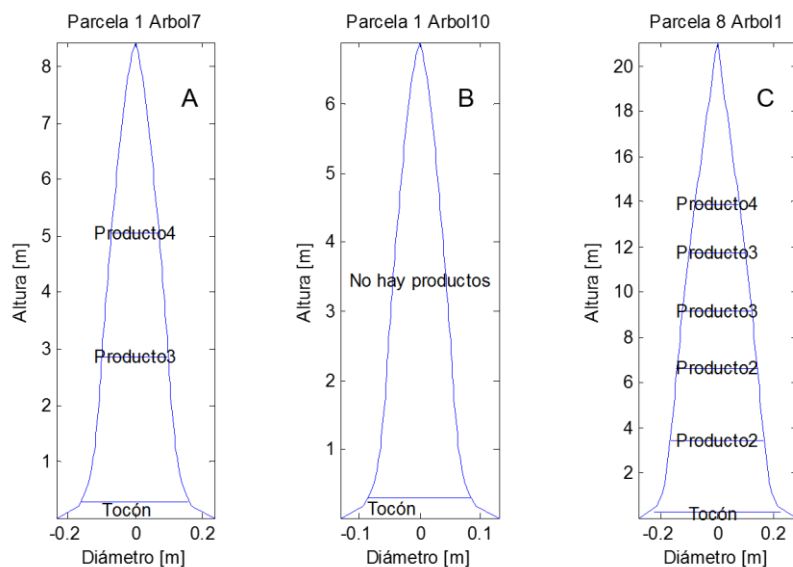 Parcela 1 Arbol7
A
8
7
6
5
4
3
2
1
Producto4
Producto3
Tocón
-0.2
0
0.2
Altura [m]
Diámetro [m]
Parcela 1 Arbol10
B
6
5
4
3
2
1
No hay productos
Tocón
-0.1
0
0.1
Altura [m]
Diámetro [m]
Parcela 8 Arbol1
C
20
18
16
14
12
10
8
6
4
2
Producto4
Producto3
Producto3
Producto2
Producto2
Tocón
-0.2
0
0.2
Altura [m]
Diámetro [m]